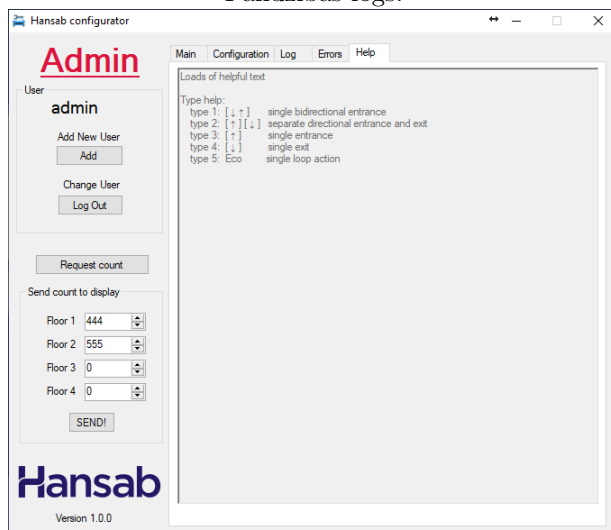 Hansab configurator
Admin
User
admin
Add New User
Add
Change User
Log Out
Request count
Send count to display
Floor 1 444
Floor 2 555
Floor 3 0
Floor 4 0
SEND!
Hansab
Version 1.0.0
Main Configuration Log Errors Help
Loads of helpful text
Type help:
type 1: [↓↑] single bidirectional entrance
type 2: [↑][↓] separate directional entrance and exit
type 3: [↑] single entrance
type 4: [↓] single exit
type 5: Eco single loop action